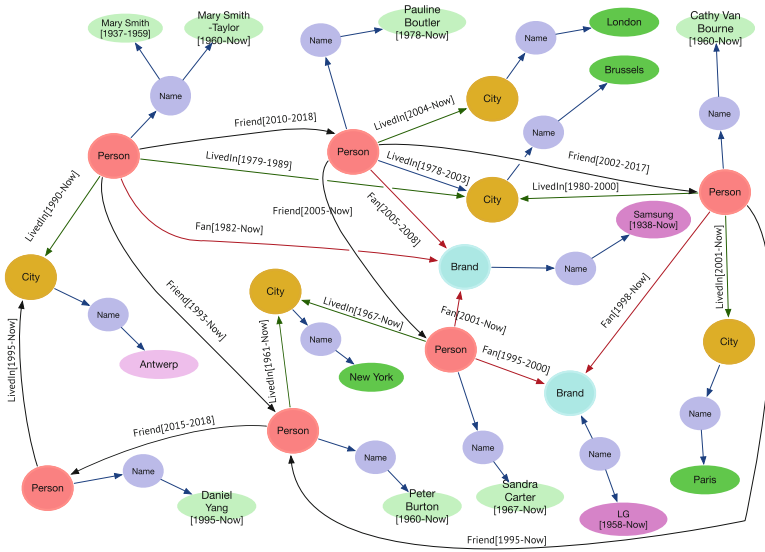 Mary Smith
[1937-1959]
Mary Smith
-Taylor
[1960-Now]
Pauline
Boutler
[1978-Now]
London
Cathy Van
Bourne
[1960-Now]
Name
Name
Brussels
Name
City
Name
Name
Friend[2010-2018]
LivedIn[2004-Now]
Person
Person
LivedIn[1979-1989]
LivedIn[1978-2003]
Friend[2002-2017]
LivedIn[1980-2000]
Person
City
LivedIn[1990-Now]
Friend[2005-Now]
Fan[2005-2008]
Fan[1982-Now]
Samsung
[1938-Now]
City
Brand
Name
LivedIn[2001-Now]
Fan[1998-Now]
City
Friend[1993-Now]
Name
LivedIn[1967-Now]
Fan[2001-Now]
Name
City
Antwerp
LivedIn[1995-Now]
LivedIn[1961-Now]
New York
Person
Fan[1995-2000]
Brand
Name
Friend[2015-2018]
Person
Name
Name
Name
Name
Person
Paris
Daniel
Yang
[1995-Now]
Peter
Burton
[1960-Now]
Sandra
Carter
[1967-Now]
LG
[1958-Now]
Friend[1995-Now]